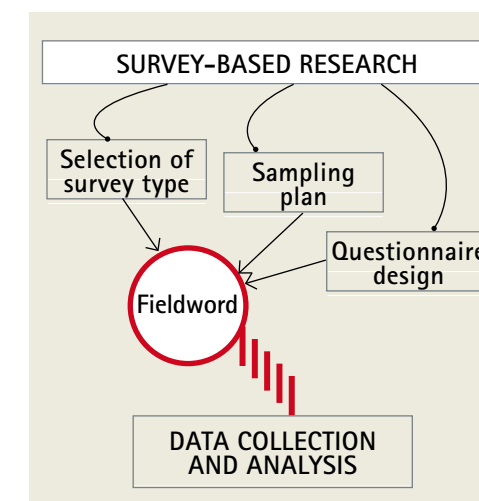 SURVEY-BASED RESEARCH
Selection of
survey type
Sampling
plan
Questionnaire
design
Fieldword
DATA COLLECTION
AND ANALYSIS